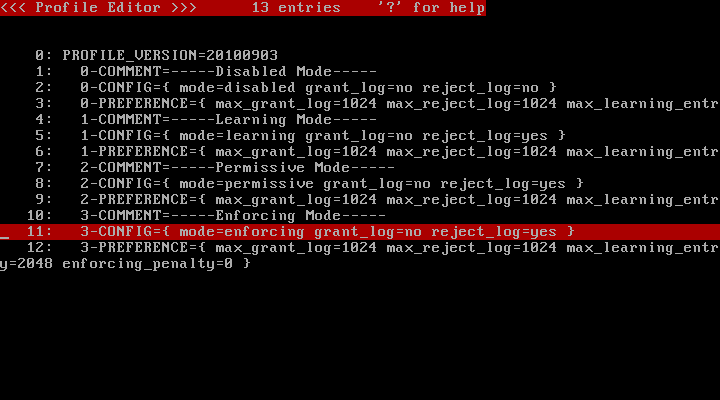 <<< Profile Editor >>>      13 entries    '?' for help
0: PROFILE_VERSION=20100903
1:   0-COMMENT=-----Disabled Mode-----
2:   0-CONFIG={ mode=disabled grant_log=no reject_log=no }
3:   0-PREFERENCE={ max_grant_log=1024 max_reject_log=1024 max_learning_entr
4:   1-COMMENT=-----Learning Mode-----
5:   1-CONFIG={ mode=learning grant_log=no reject_log=yes }
6:   1-PREFERENCE={ max_grant_log=1024 max_reject_log=1024 max_learning_entr
7:   2-COMMENT=-----Permissive Mode-----
8:   2-CONFIG={ mode=permissive grant_log=no reject_log=yes }
9:   2-PREFERENCE={ max_grant_log=1024 max_reject_log=1024 max_learning_entr
10:   3-COMMENT=-----Enforcing Mode-----
11:   3-CONFIG={ mode=enforcing grant_log=no reject_log=yes }
12:   3-PREFERENCE={ max_grant_log=1024 max_reject_log=1024 max_learning_entr
y=2048 enforcing_penalty=0 }